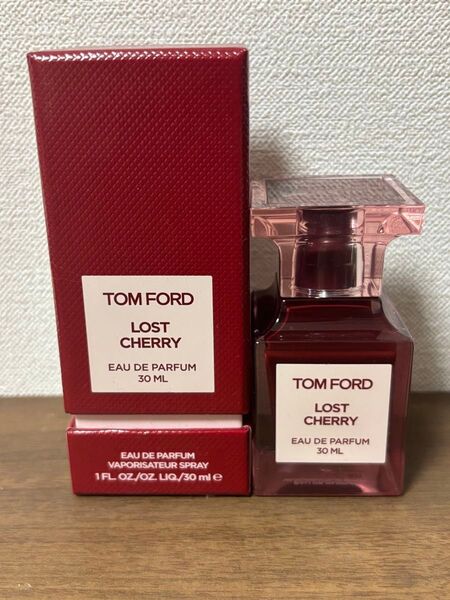 TOM FORD
LOST
CHERRY
EAU DE PARFUM
30 ML
EAU DE PARFUM
VAPORISATEUR SPRAY
1 FL. OZ./OZ. LIQ./30 ml ℮
TOM FORD
LOST
CHERRY
EAU DE PARFUM
30 ML